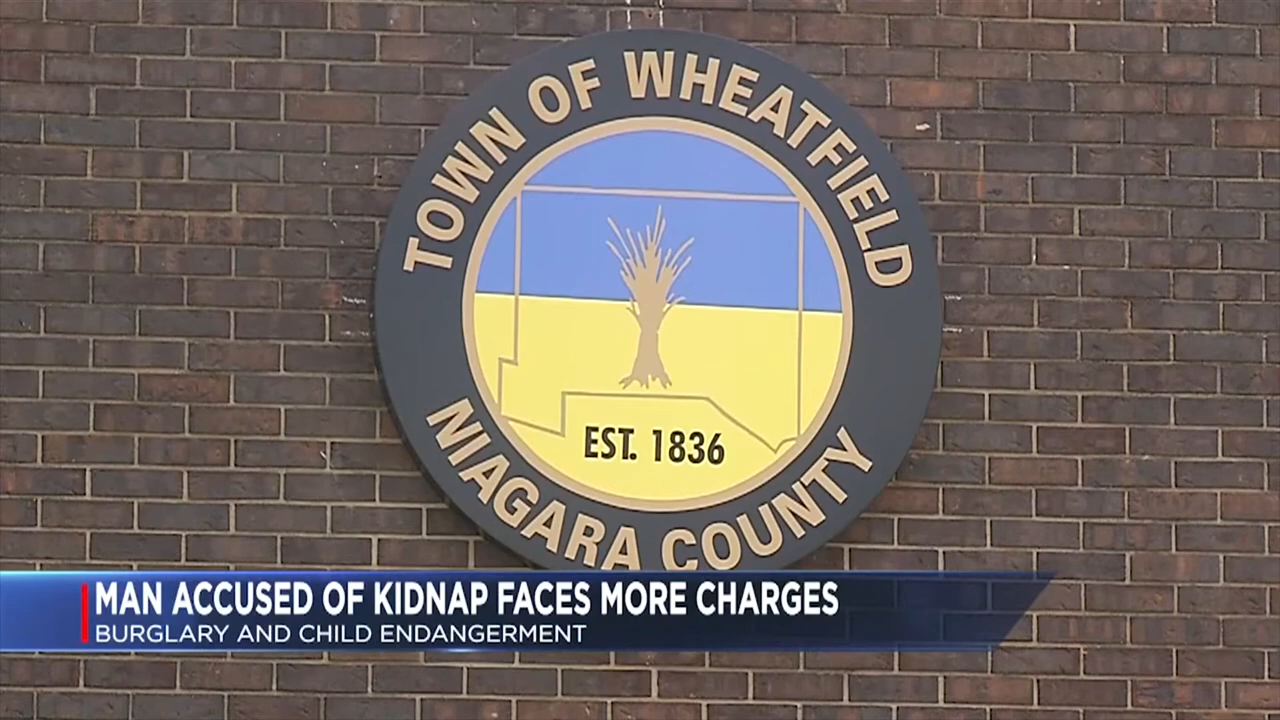 TOWN OF WHEATFIELD
EST. 1836
NIAGARA COUNTY
MAN ACCUSED OF KIDNAP FACES MORE CHARGES
BURGLARY AND CHILD ENDANGERMENT